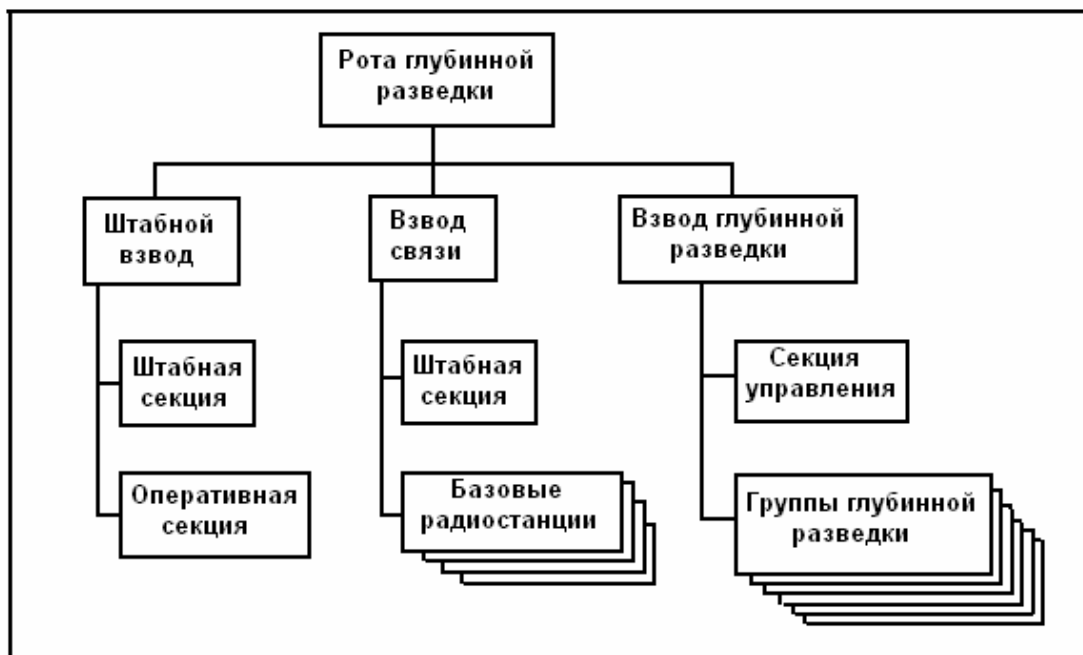 Рота глубинной
разведки
Штабной
взвод
Взвод
связи
Взвод глубинной
разведки
Штабная
секция
Штабная
секция
Секция
управления
Оперативная
секция
Базовые
радиостанции
Группы глубинной
разведки